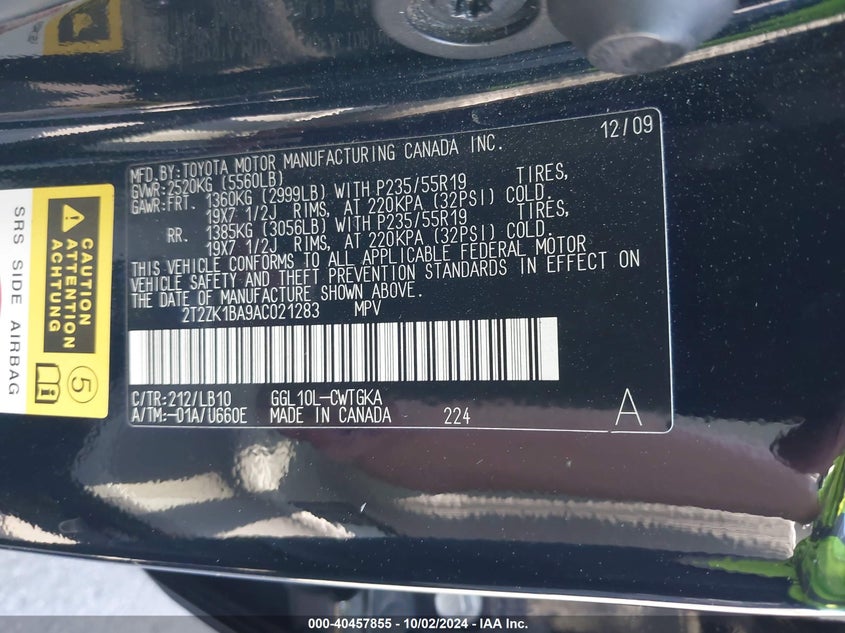 12/09
MFD.BY:TOYOTA MOTOR MANUFACTURING CANADA INC.
GVWR:2520KG (5560LB)
GAWR:FRT. 1360KG (2999LB) WITH P235/55R19 TIRES,
19X7 1/2J RIMS, AT 220KPA (32PSI) COLD.
RR. 1385KG (3056LB) WITH P235/55R19 TIRES,
19X7 1/2J RIMS, AT 220KPA (32PSI) COLD.
THIS VEHICLE CONFORMS TO ALL APPLICABLE FEDERAL MOTOR
VEHICLE SAFETY AND THEFT PREVENTION STANDARDS IN EFFECT ON
THE DATE OF MANUFACTURE SHOWN ABOVE.
2T2ZK1BA9AC021283 MPV
C/TR:212/LB10 GGL10L-CWTGKA
A/TM:-01A/U660E MADE IN CANADA 224 A
SRS SIDE AIRBAG
CAUTION
ATTENTION
ACHTUNG
5
000-40457855 - 10/02/2024 - IAA Inc.